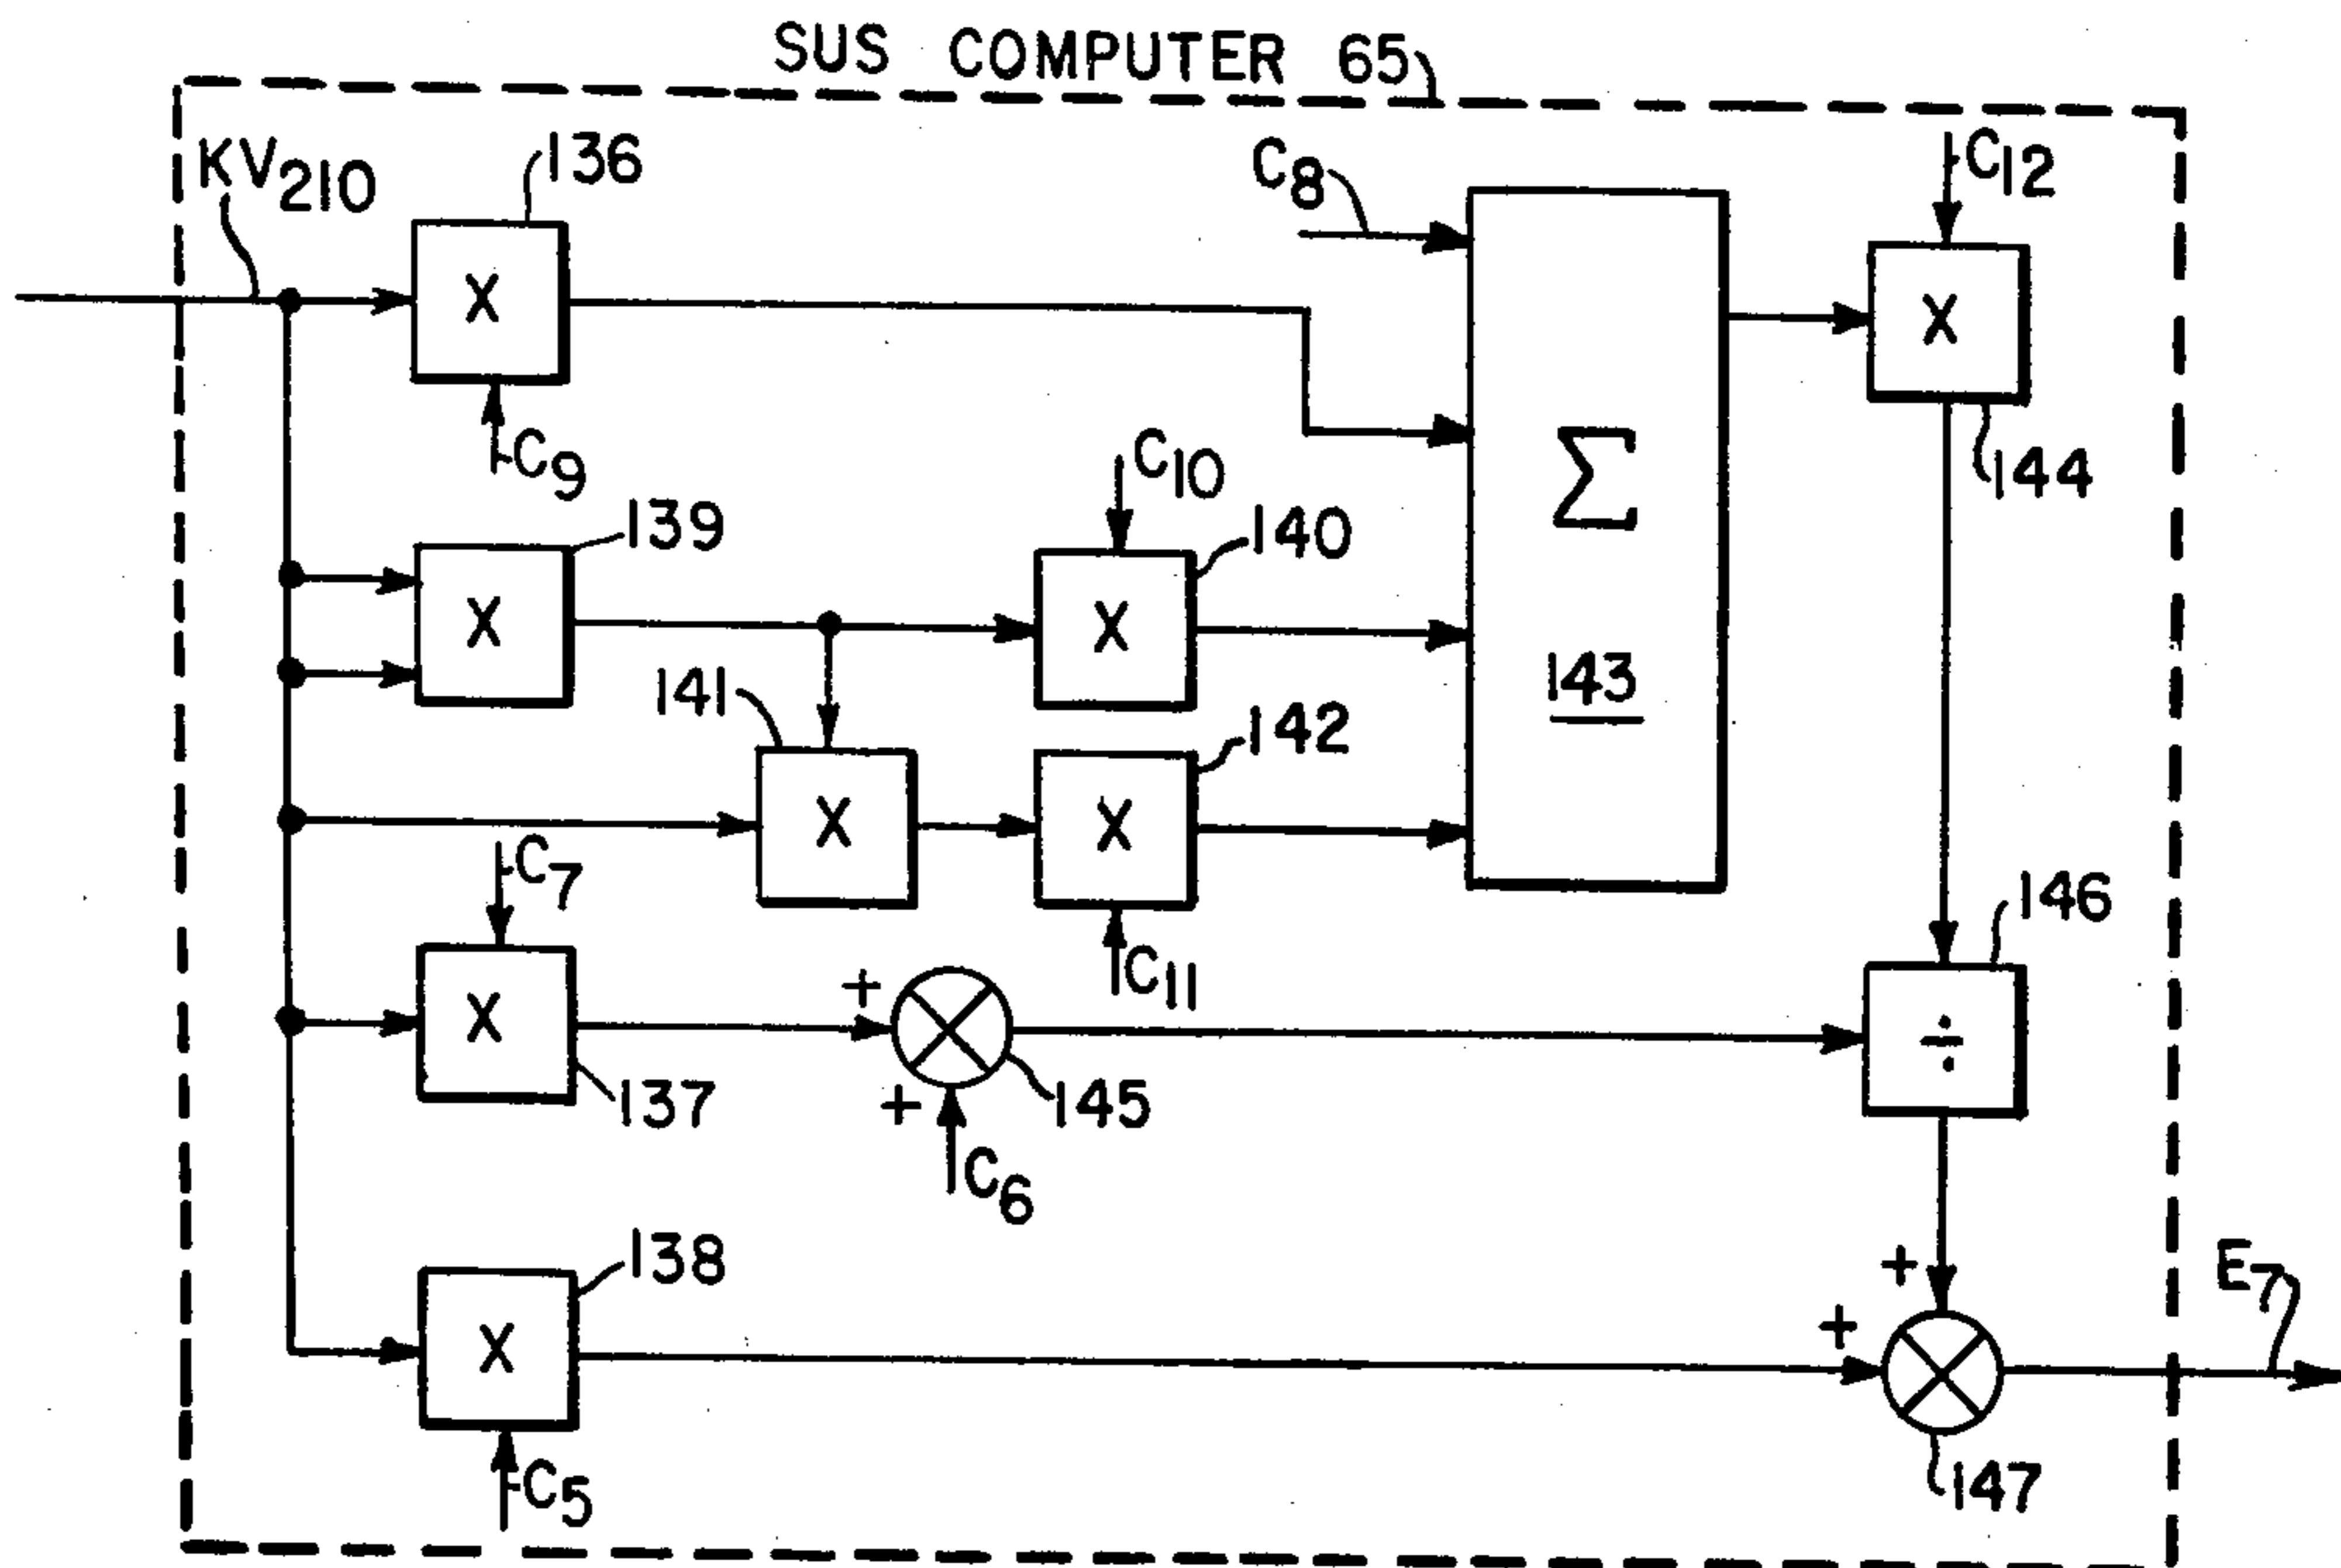 SUS COMPUTER 65
KV210
136
C8
C12
X
X
C9
144
C10
139
140
Σ
X
X
143
141
142
X
X
C7
146
C11
X
+
÷
137
+
145
C6
138
+
E7
+
X
147
C5